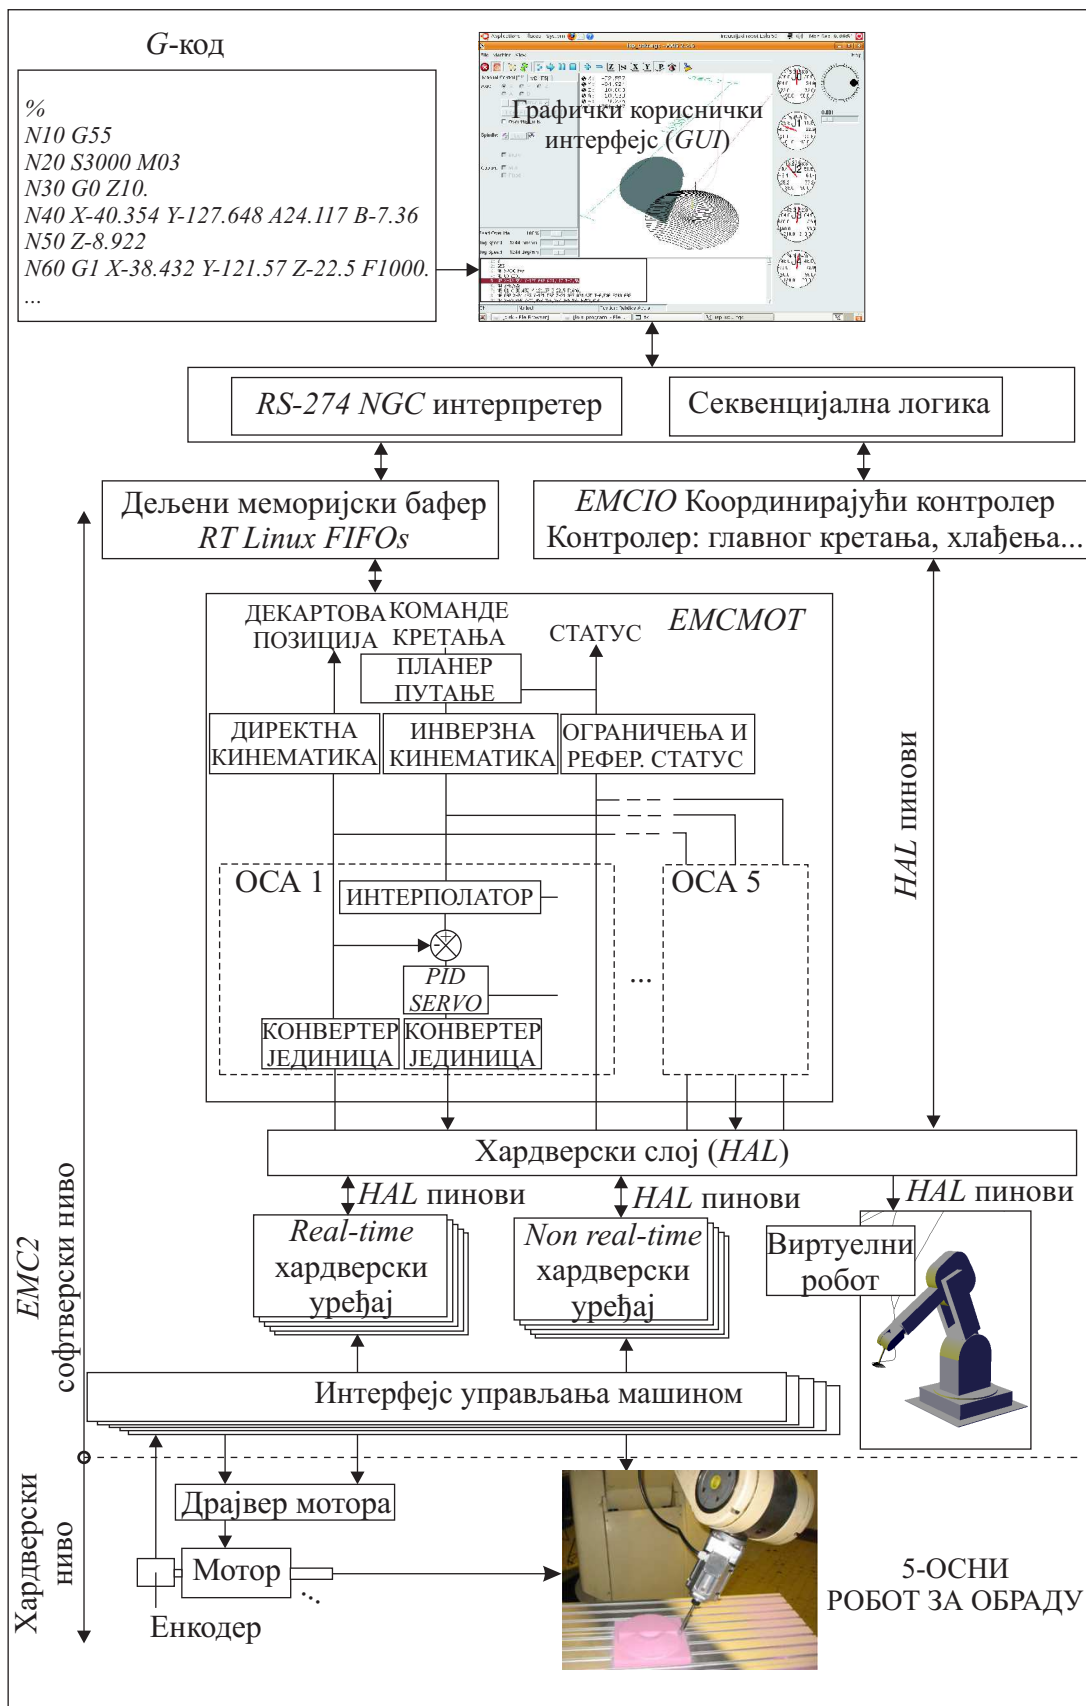 G-код
%
N10 G55
N20 S3000 M03
N30 G0 Z10.
N40 X-40.354 Y-127.648 A24.117 B-7.36
N50 Z-8.922
N60 G1 X-38.432 Y-121.57 Z-22.5 F1000.
...
Графички кориснички
интерфејс (GUI)
RS-274 NGC интерпретер
Секвенцијална логика
Дељени меморијски бафер
RT Linux FIFOs
EMCIO Координирајући контролер
Контролер: главног кретања, хлађења...
EMCMOT
ДЕКАРТОВА
ПОЗИЦИЈА
КОМАНДЕ
КРЕТАЊА
СТАТУС
ПЛАНЕР
ПУТАЊЕ
ДИРЕКТНА
КИНЕМАТИКА
ИНВЕРЗНА
КИНЕМАТИКА
ОГРАНИЧЕЊА И
РЕФЕР. СТАТУС
HAL пинови
ОСА 1
ИНТЕРПОЛАТОР
+
-
PID
SERVO
КОНВЕРТЕР
ЈЕДИНИЦА
КОНВЕРТЕР
ЈЕДИНИЦА
...
ОСА 5
Хардверски слој (HAL)
HAL пинови
HAL пинови
HAL пинови
Real-time
хардверски
уређај
Non real-time
хардверски
уређај
Виртуелни
робот
Интерфејс управљања машином
EMC2
софтверски ниво
Хардверски
ниво
Драјвер мотора
Мотор
...
Енкодер
5-ОСНИ
РОБОТ ЗА ОБРАДУ